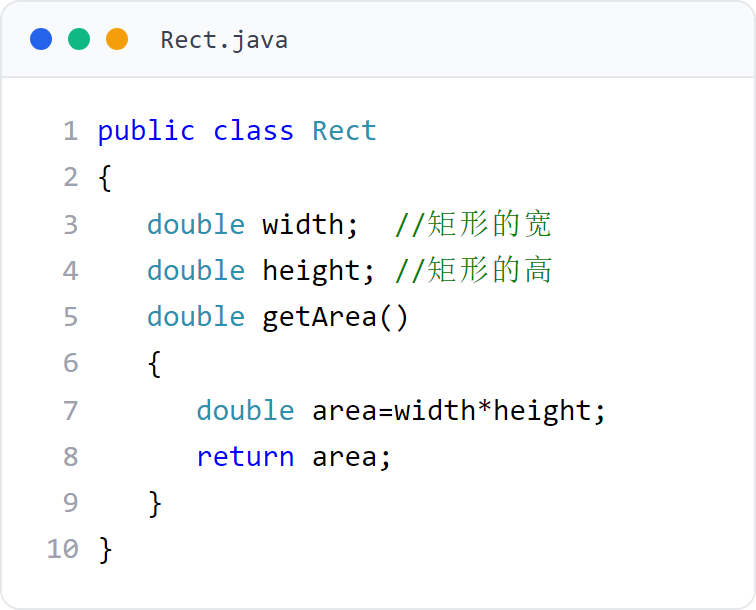 Rect.java
1 public class Rect
2 {
3    double width;  //矩形的宽
4    double height; //矩形的高
5    double getArea()
6    {
7       double area=width*height;
8       return area;
9    }
10 }